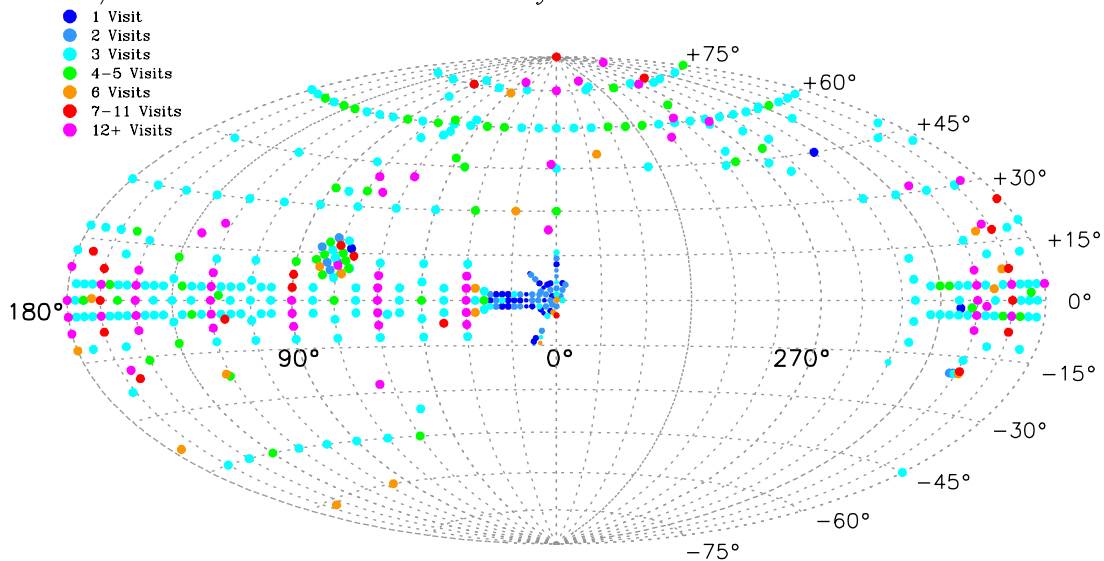 1 Visit
2 Visits
3 Visits
4-5 Visits
6 Visits
7-11 Visits
12+ Visits
+75°
+60°
+45°
+30°
+15°
180°
0°
90°
0°
270°
-15°
-30°
-45°
-60°
-75°